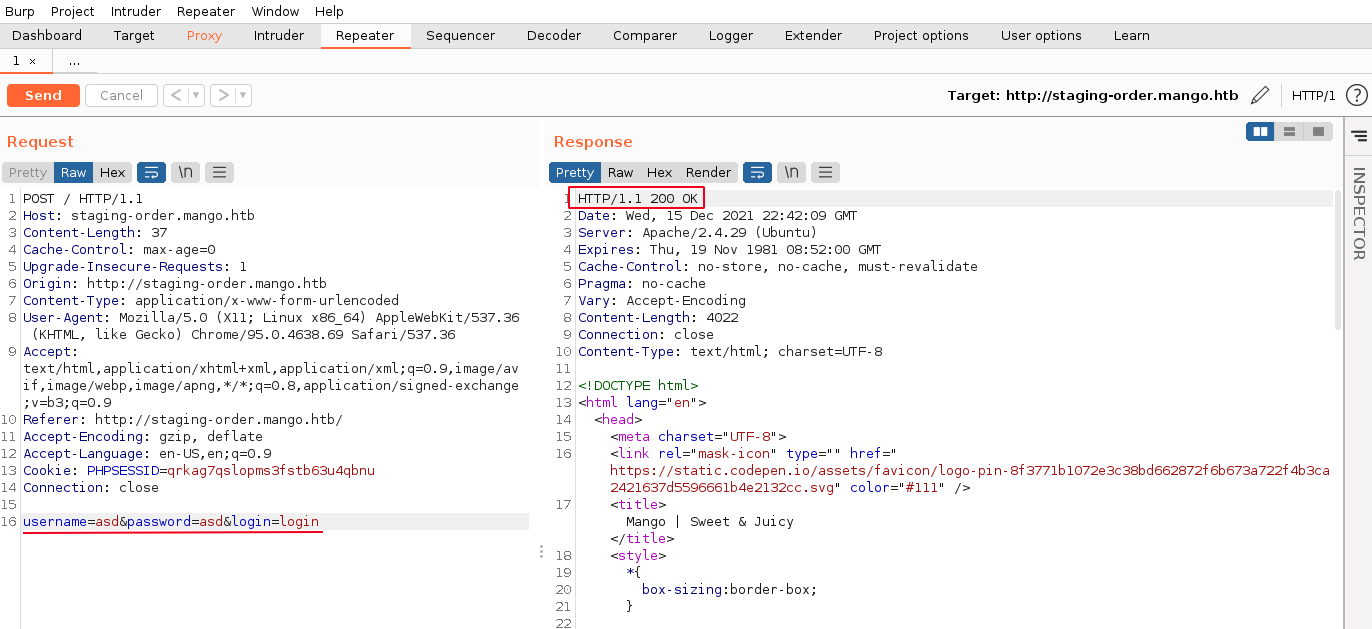 Burp Project Intruder Repeater Window Help
Dashboard Target Proxy Intruder Repeater Sequencer Decoder Comparer Logger Extender Project options User options Learn
1 × ...
Send Cancel < ▼ > ▼ Target: http://staging-order.mango.htb HTTP/1 ?
Request
Pretty Raw Hex \n
1 POST / HTTP/1.1
2 Host: staging-order.mango.htb
3 Content-Length: 37
4 Cache-Control: max-age=0
5 Upgrade-Insecure-Requests: 1
6 Origin: http://staging-order.mango.htb
7 Content-Type: application/x-www-form-urlencoded
8 User-Agent: Mozilla/5.0 (X11; Linux x86_64) AppleWebKit/537.36
(KHTML, like Gecko) Chrome/95.0.4638.69 Safari/537.36
9 Accept:
text/html,application/xhtml+xml,application/xml;q=0.9,image/av
if,image/webp,image/apng,*/*;q=0.8,application/signed-exchange
;v=b3;q=0.9
10 Referer: http://staging-order.mango.htb/
11 Accept-Encoding: gzip, deflate
12 Accept-Language: en-US,en;q=0.9
13 Cookie: PHPSESSID=qrkag7qslopms3fstb63u4qbnu
14 Connection: close
15
16 username=asd&password=asd&login=login
Response
Pretty Raw Hex Render \n
1 HTTP/1.1 200 OK
2 Date: Wed, 15 Dec 2021 22:42:09 GMT
3 Server: Apache/2.4.29 (Ubuntu)
4 Expires: Thu, 19 Nov 1981 08:52:00 GMT
5 Cache-Control: no-store, no-cache, must-revalidate
6 Pragma: no-cache
7 Vary: Accept-Encoding
8 Content-Length: 4022
9 Connection: close
10 Content-Type: text/html; charset=UTF-8
11
12 <!DOCTYPE html>
13 <html lang="en">
14 <head>
15 <meta charset="UTF-8">
16 <link rel="mask-icon" type="" href="
https://static.codepen.io/assets/favicon/logo-pin-8f3771b1072e3c38bd662872f6b673a722f4b3ca
2421637d5596661b4e2132cc.svg" color="#111" />
17 <title>
Mango | Sweet & Juicy
</title>
18 <style>
19 *{
20 box-sizing:border-box;
21 }
22
INSPECTOR